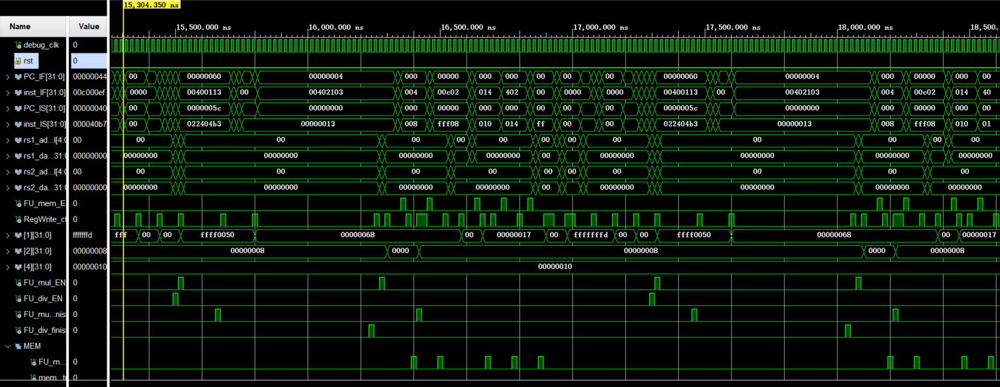 15,304.350 ns
Name Value 15,500.000 ns 16,000.000 ns 16,500.000 ns 17,000.000 ns 17,500.000 ns 18,000.000 ns 18,500.
debug_clk 0
rst 0
PC_IF[31:0] 00000044 00 00000060 00000004 000 00000 000 000 00 00 00 00000060 00000004 000 00000 000 00
inst_IF[31:0] 00c000ef 0000 00400113 00 00402103 004 00c02 014 402 00 0000 00 00400113 00 00402103 004 00c02 014 40
PC_IS[31:0] 00000040 00 0000005c 00000000 000 00000 000 000 00 00 00 0000005c 00000000 000 00000 000 00
inst_IS[31:0] 000040b7 00 022404b3 00000013 008 fff08 010 014 ff 00 00 022404b3 00000013 008 fff08 010 01
rs1_ad...l[4:0 00 00 00 00 00 00 00 00 00 00 00 00 00
rs1_da...31:0 00000000 00000000 00000000 00000000 00000000 00 00000000 00000000 00000000 00000000
rs2_ad...l[4:0 00 00 00 00 00 00 00 00 00 00 00
rs2_da...31:0 00000000 00000000 00000000 00000000 00000000 00 00000000 00000000 00000000 00000000
FU_mem_E 0
RegWrite_ct 0
[1][31:0] fffffffd fff 00 00 ffff0050 00000068 00 00000017 00 fffffffd 00 00 ffff0050 00000068 00 00000017
[2][31:0] 00000008 00000008 0000 00000008 0000 00000008
[4][31:0] 00000010 00000010
FU_mul_EN 0
FU_div_EN 0
FU_mu...nis 0
FU_div_finis 0
MEM
FU_m... 0
mem_t 0